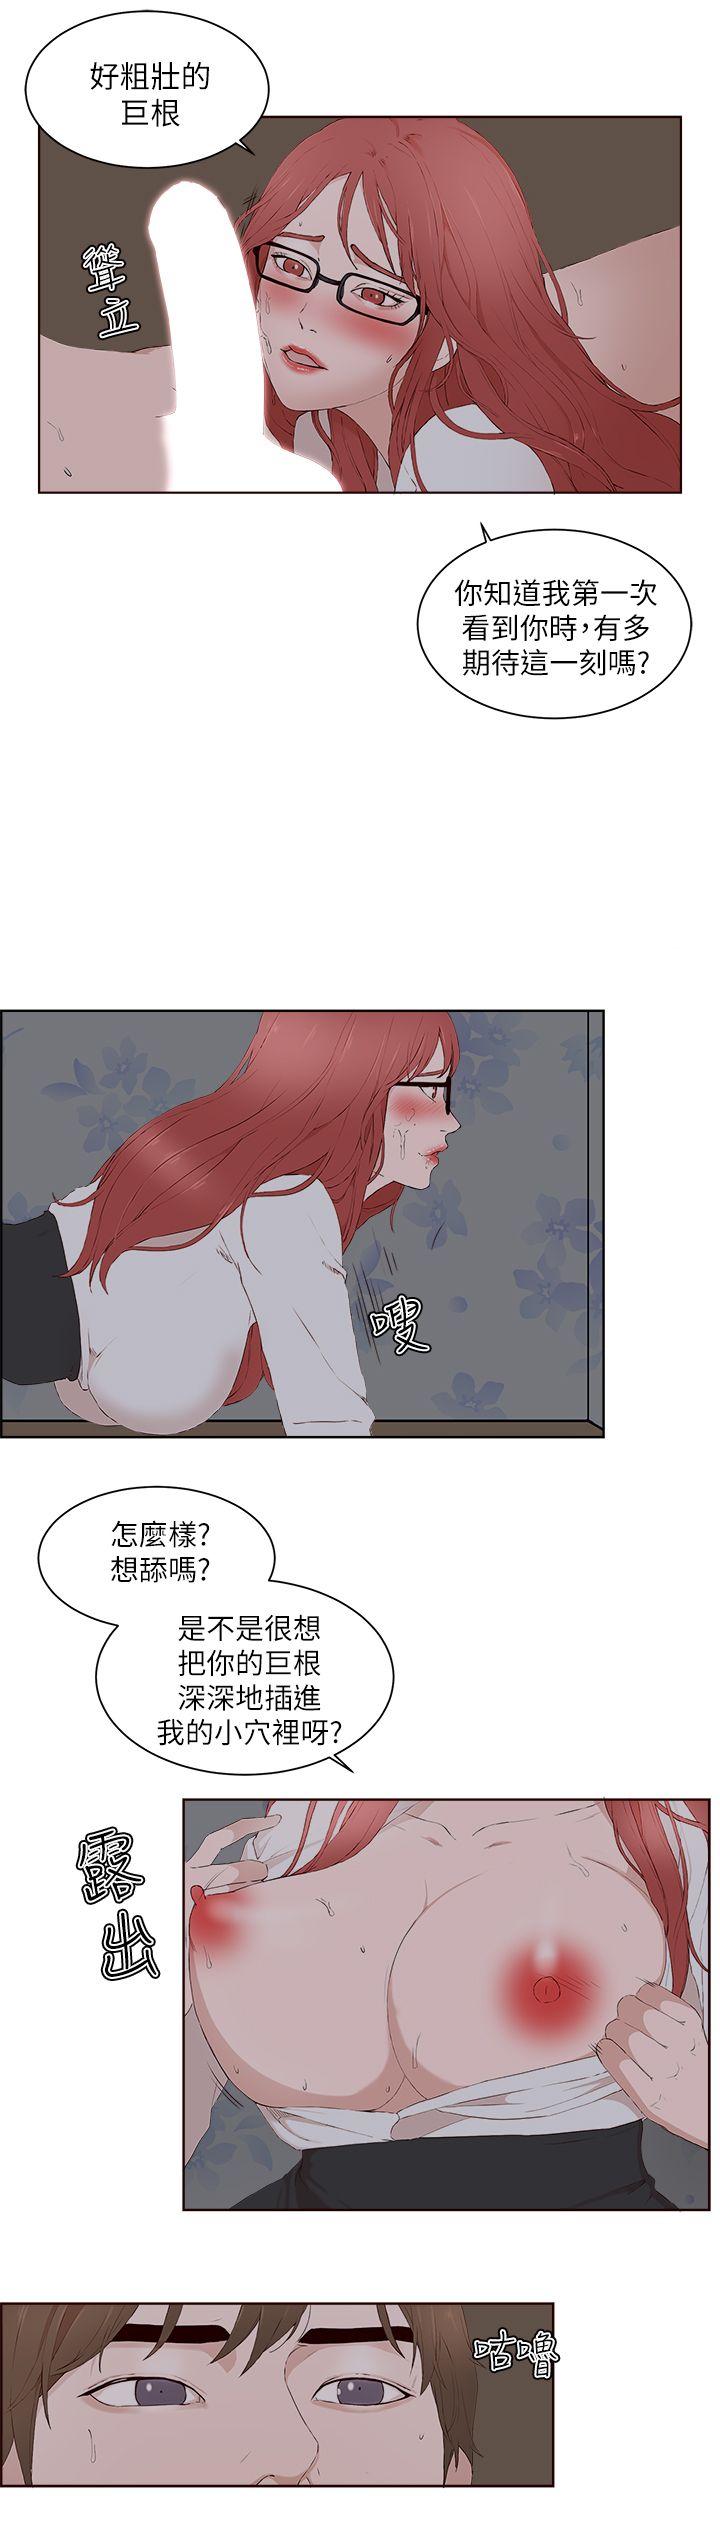 好粗壯的
巨根
聳立
你知道我第一次
看到你時，有多
期待這一刻嗎？
嗖
怎麼樣？
想舔嗎？
是不是很想
把你的巨根
深深地插進
我的小穴裡呀？
露出
咕嚕